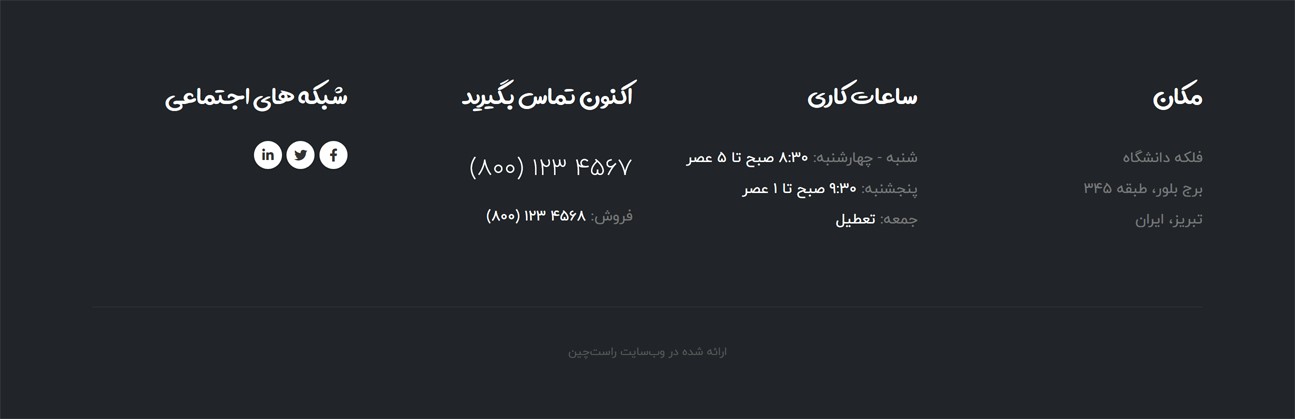 مکان
فلکه دانشگاه
برج بلور، طبقه ۳۴۵
تبریز، ایران
ساعات کاری
شنبه - چهارشنبه: ۸:۳۰ صبح تا ۵ عصر
پنجشنبه: ۹:۳۰ صبح تا ۱ عصر
جمعه: تعطیل
اکنون تماس بگیرید
(۸۰۰) ۱۲۳ ۴۵۶۷
فروش: ۴۵۶۸ ۱۲۳ (۸۰۰)
شبکه های اجتماعی
ارائه شده در وب‌سایت راست‌چین